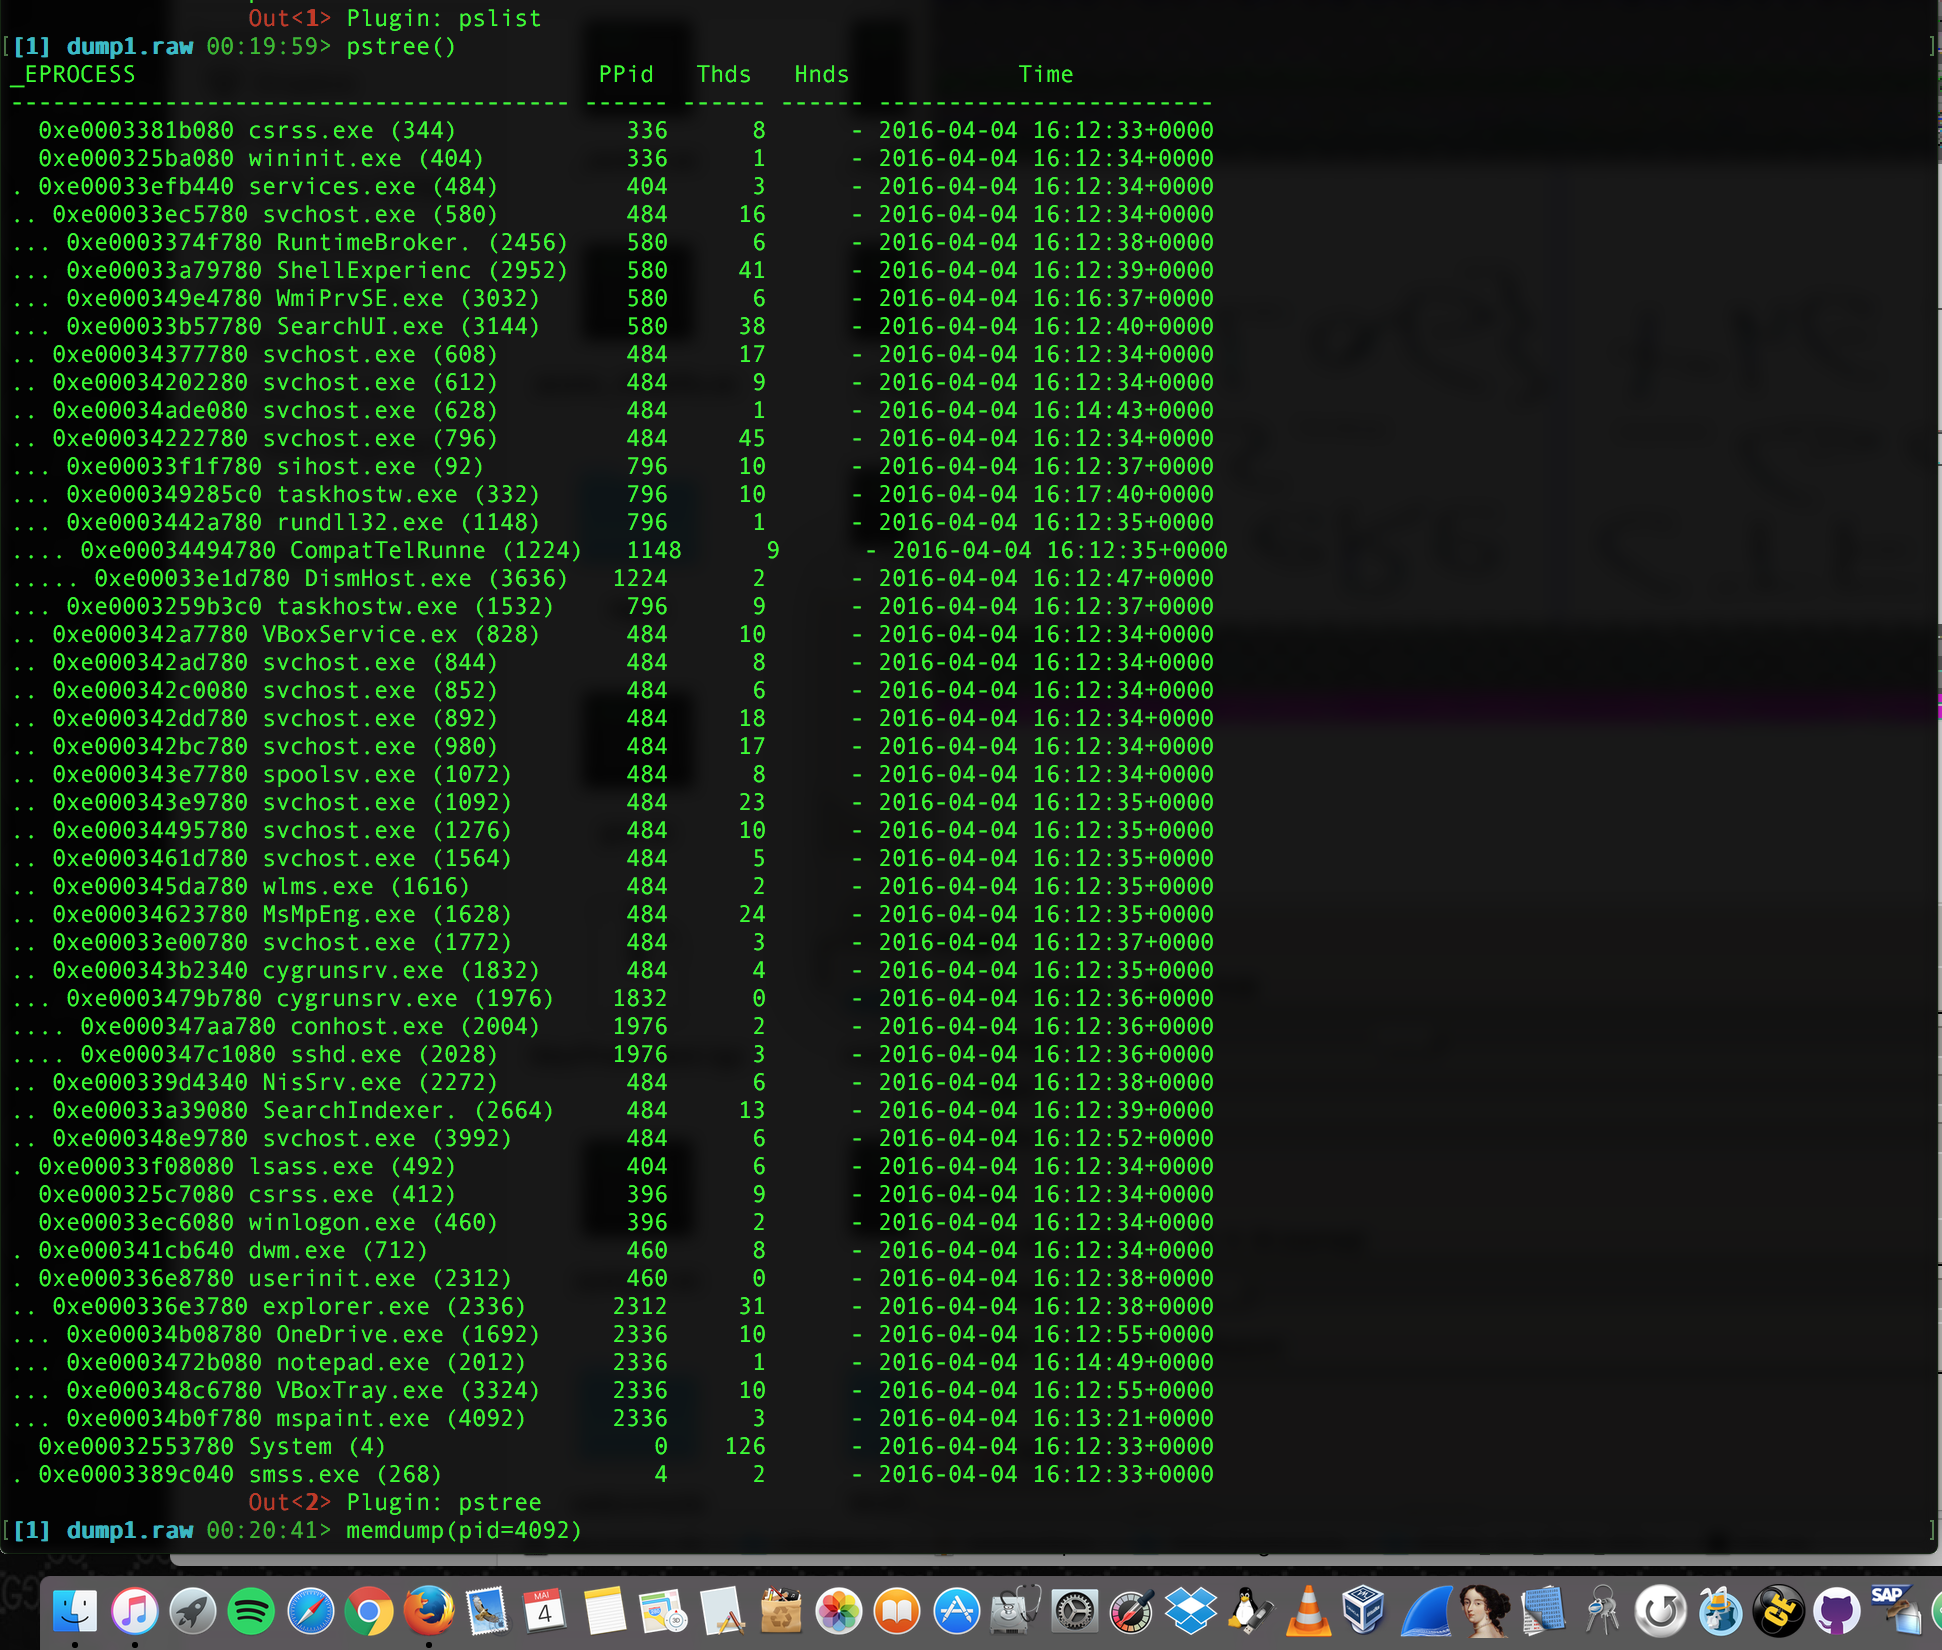 Out<1> Plugin: pslist
[[1] dump1.raw 00:19:59> pstree() ]
_EPROCESS PPid Thds Hnds Time
---------------------------------------- ------ ------ ------ ------------------------
0xe0003381b080 csrss.exe (344) 336 8 - 2016-04-04 16:12:33+0000
0xe000325ba080 wininit.exe (404) 336 1 - 2016-04-04 16:12:34+0000
. 0xe00033efb440 services.exe (484) 404 3 - 2016-04-04 16:12:34+0000
.. 0xe00033ec5780 svchost.exe (580) 484 16 - 2016-04-04 16:12:34+0000
... 0xe0003374f780 RuntimeBroker. (2456) 580 6 - 2016-04-04 16:12:38+0000
... 0xe00033a79780 ShellExperienc (2952) 580 41 - 2016-04-04 16:12:39+0000
... 0xe000349e4780 WmiPrvSE.exe (3032) 580 6 - 2016-04-04 16:16:37+0000
... 0xe00033b57780 SearchUI.exe (3144) 580 38 - 2016-04-04 16:12:40+0000
.. 0xe00034377780 svchost.exe (608) 484 17 - 2016-04-04 16:12:34+0000
.. 0xe00034202280 svchost.exe (612) 484 9 - 2016-04-04 16:12:34+0000
.. 0xe00034ade080 svchost.exe (628) 484 1 - 2016-04-04 16:14:43+0000
.. 0xe00034222780 svchost.exe (796) 484 45 - 2016-04-04 16:12:34+0000
... 0xe00033f1f780 sihost.exe (92) 796 10 - 2016-04-04 16:12:37+0000
... 0xe000349285c0 taskhostw.exe (332) 796 10 - 2016-04-04 16:17:40+0000
... 0xe0003442a780 rundll32.exe (1148) 796 1 - 2016-04-04 16:12:35+0000
.... 0xe00034494780 CompatTelRunne (1224) 1148 9 - 2016-04-04 16:12:35+0000
..... 0xe00033e1d780 DismHost.exe (3636) 1224 2 - 2016-04-04 16:12:47+0000
... 0xe0003259b3c0 taskhostw.exe (1532) 796 9 - 2016-04-04 16:12:37+0000
.. 0xe000342a7780 VBoxService.ex (828) 484 10 - 2016-04-04 16:12:34+0000
.. 0xe000342ad780 svchost.exe (844) 484 8 - 2016-04-04 16:12:34+0000
.. 0xe000342c0080 svchost.exe (852) 484 6 - 2016-04-04 16:12:34+0000
.. 0xe000342dd780 svchost.exe (892) 484 18 - 2016-04-04 16:12:34+0000
.. 0xe000342bc780 svchost.exe (980) 484 17 - 2016-04-04 16:12:34+0000
.. 0xe000343e7780 spoolsv.exe (1072) 484 8 - 2016-04-04 16:12:34+0000
.. 0xe000343e9780 svchost.exe (1092) 484 23 - 2016-04-04 16:12:35+0000
.. 0xe00034495780 svchost.exe (1276) 484 10 - 2016-04-04 16:12:35+0000
.. 0xe0003461d780 svchost.exe (1564) 484 5 - 2016-04-04 16:12:35+0000
.. 0xe000345da780 wlms.exe (1616) 484 2 - 2016-04-04 16:12:35+0000
.. 0xe00034623780 MsMpEng.exe (1628) 484 24 - 2016-04-04 16:12:35+0000
.. 0xe00033e00780 svchost.exe (1772) 484 3 - 2016-04-04 16:12:37+0000
.. 0xe000343b2340 cygrunsrv.exe (1832) 484 4 - 2016-04-04 16:12:35+0000
... 0xe0003479b780 cygrunsrv.exe (1976) 1832 0 - 2016-04-04 16:12:36+0000
.... 0xe000347aa780 conhost.exe (2004) 1976 2 - 2016-04-04 16:12:36+0000
.... 0xe000347c1080 sshd.exe (2028) 1976 3 - 2016-04-04 16:12:36+0000
.. 0xe000339d4340 NisSrv.exe (2272) 484 6 - 2016-04-04 16:12:38+0000
.. 0xe00033a39080 SearchIndexer. (2664) 484 13 - 2016-04-04 16:12:39+0000
.. 0xe000348e9780 svchost.exe (3992) 484 6 - 2016-04-04 16:12:52+0000
. 0xe00033f08080 lsass.exe (492) 404 6 - 2016-04-04 16:12:34+0000
0xe000325c7080 csrss.exe (412) 396 9 - 2016-04-04 16:12:34+0000
0xe00033ec6080 winlogon.exe (460) 396 2 - 2016-04-04 16:12:34+0000
. 0xe000341cb640 dwm.exe (712) 460 8 - 2016-04-04 16:12:34+0000
. 0xe000336e8780 userinit.exe (2312) 460 0 - 2016-04-04 16:12:38+0000
.. 0xe000336e3780 explorer.exe (2336) 2312 31 - 2016-04-04 16:12:38+0000
... 0xe00034b08780 OneDrive.exe (1692) 2336 10 - 2016-04-04 16:12:55+0000
... 0xe0003472b080 notepad.exe (2012) 2336 1 - 2016-04-04 16:14:49+0000
... 0xe000348c6780 VBoxTray.exe (3324) 2336 10 - 2016-04-04 16:12:55+0000
... 0xe00034b0f780 mspaint.exe (4092) 2336 3 - 2016-04-04 16:13:21+0000
0xe00032553780 System (4) 0 126 - 2016-04-04 16:12:33+0000
. 0xe0003389c040 smss.exe (268) 4 2 - 2016-04-04 16:12:33+0000
Out<2> Plugin: pstree
[[1] dump1.raw 00:20:41> memdump(pid=4092) ]
MAI
4
3D
CE
SAP